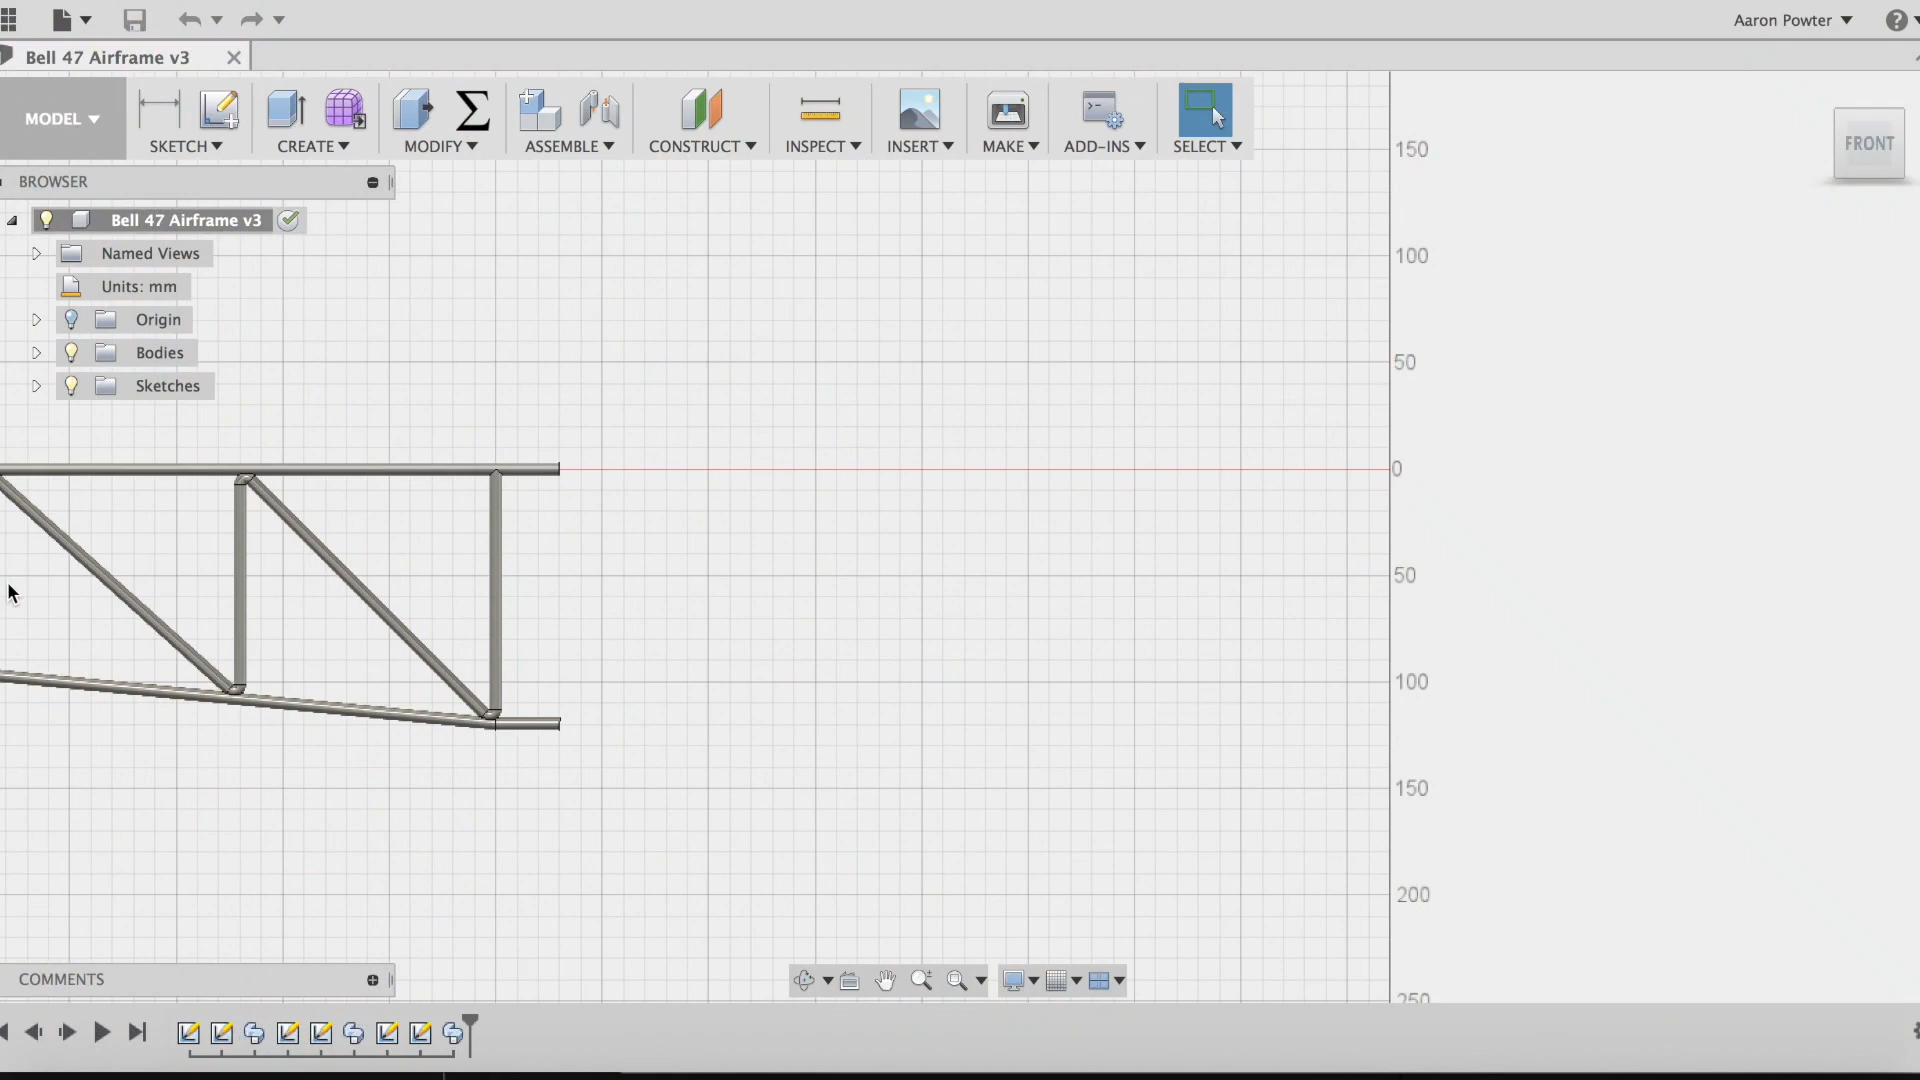 Aaron Powter
Bell 47 Airframe v3
MODEL
SKETCH
CREATE
MODIFY
ASSEMBLE
CONSTRUCT
INSPECT
INSERT
MAKE
ADD-INS
SELECT
FRONT
BROWSER
Bell 47 Airframe v3
Named Views
Units: mm
Origin
Bodies
Sketches
150
100
50
0
50
100
150
200
250
COMMENTS